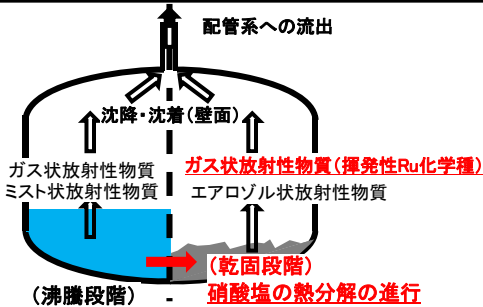 配管系への流出
沈降・沈着（壁面）
ガス状放射性物質
ミスト状放射性物質
ガス状放射性物質（揮発性Ru化学種）
エアロゾル状放射性物質
（沸騰段階）
（乾固段階）
硝酸塩の熱分解の進行